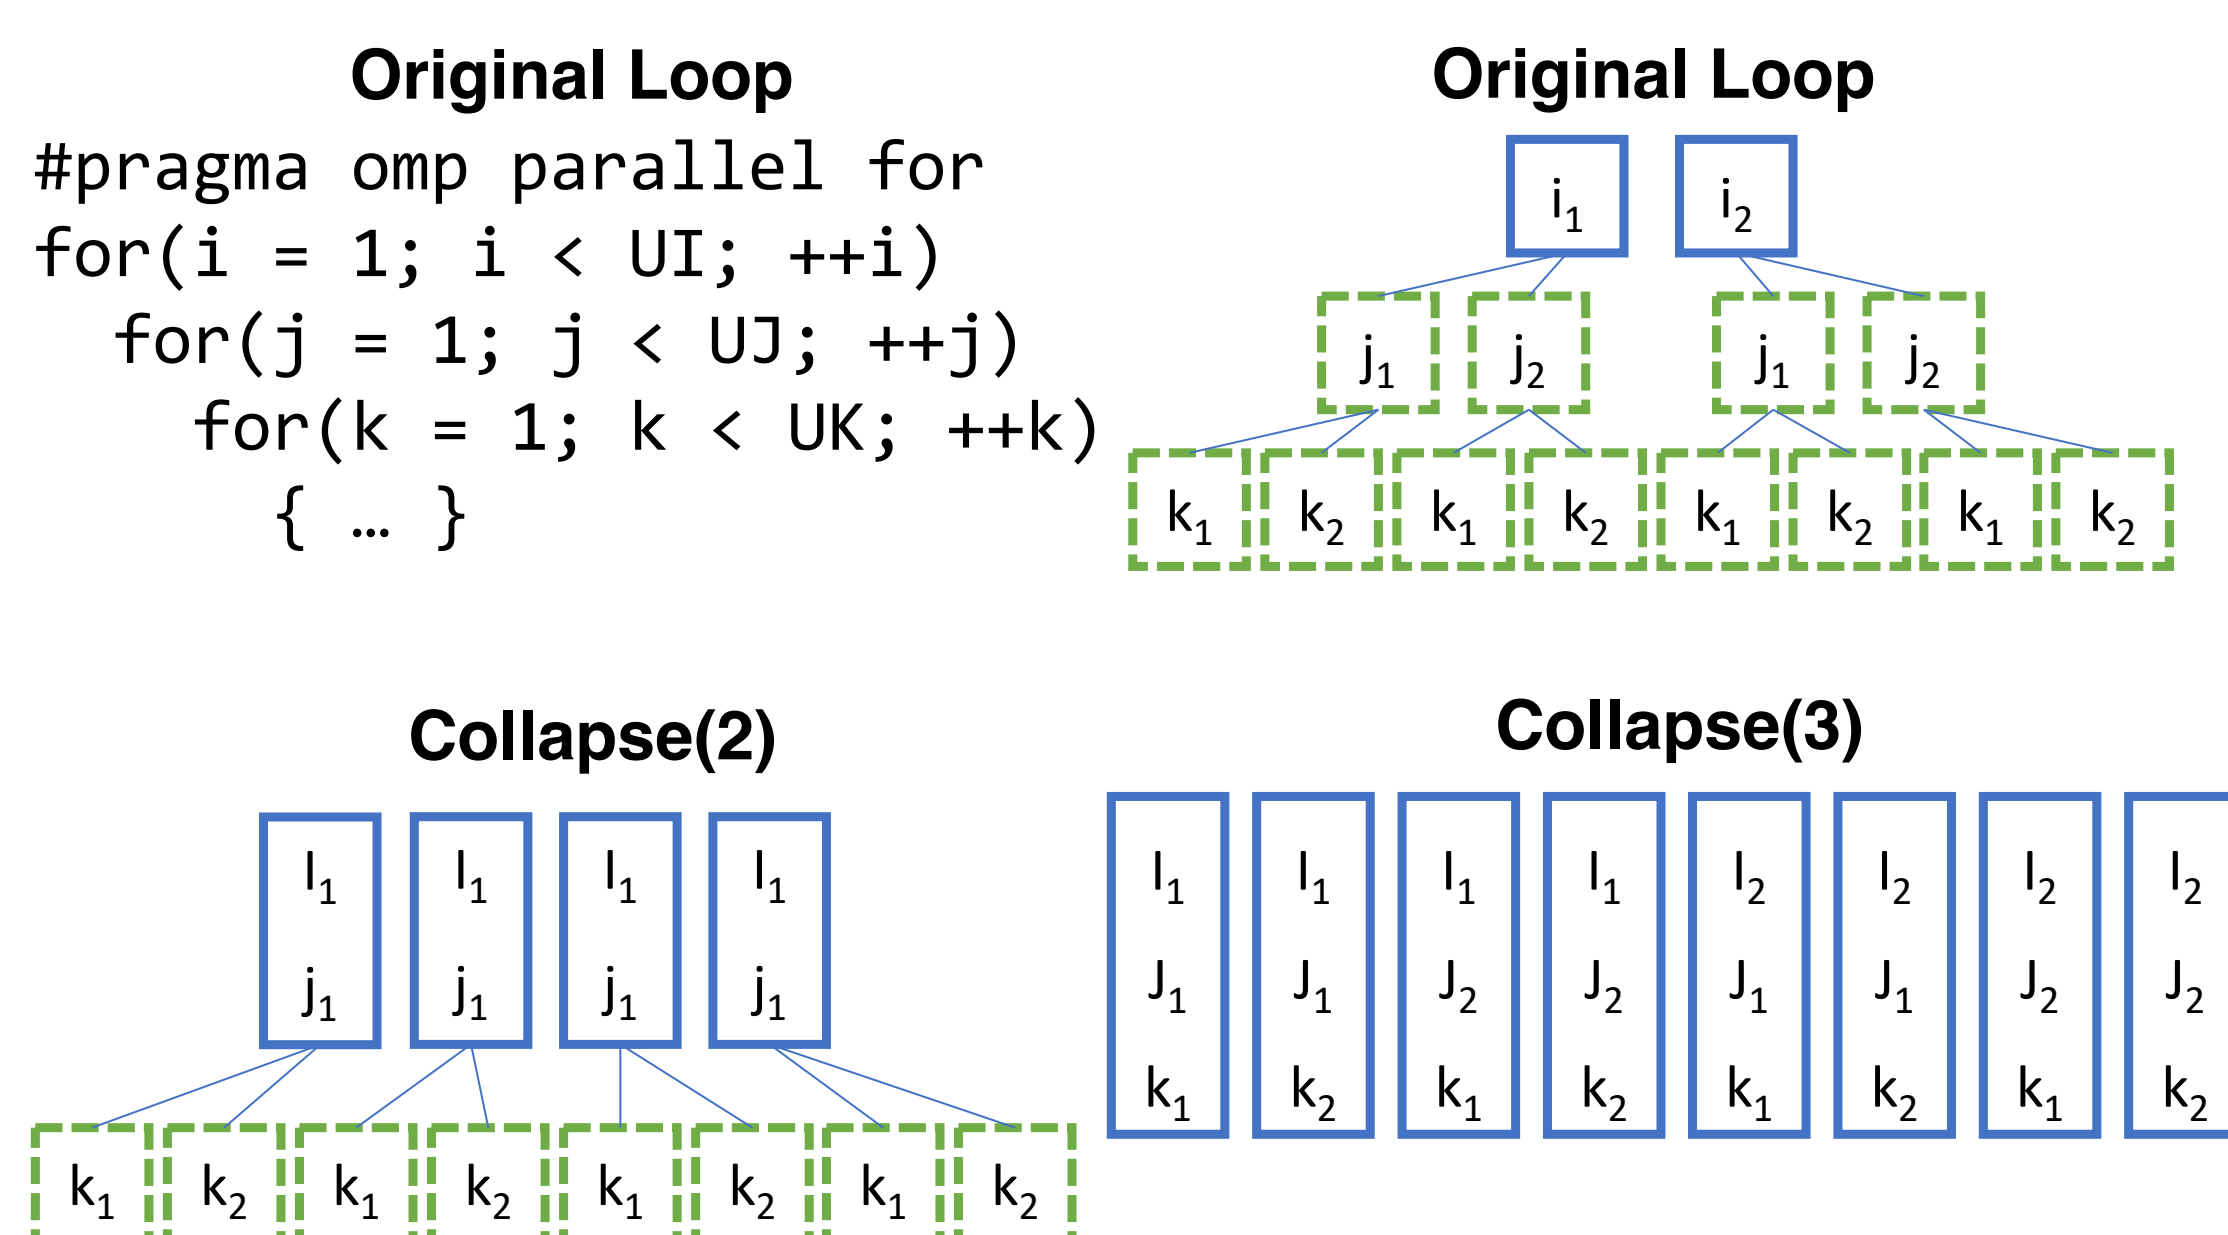 Original Loop
#pragma omp parallel for
for(i = 1; i < UI; ++i)
for(j = 1; j < UJ; ++j)
for(k = 1; k < UK; ++k)
{ … }
Original Loop
i₁ i₂
j₁ j₂ j₁ j₂
k₁ k₂ k₁ k₂ k₁ k₂ k₁ k₂
Collapse(2)
I₁ I₁ I₁ I₁
j₁ j₁ j₁ j₁
k₁ k₂ k₁ k₂ k₁ k₂ k₁ k₂
Collapse(3)
I₁ I₁ I₁ I₁ I₂ I₂ I₂ I₂
J₁ J₁ J₂ J₂ J₁ J₁ J₂ J₂
k₁ k₂ k₁ k₂ k₁ k₂ k₁ k₂